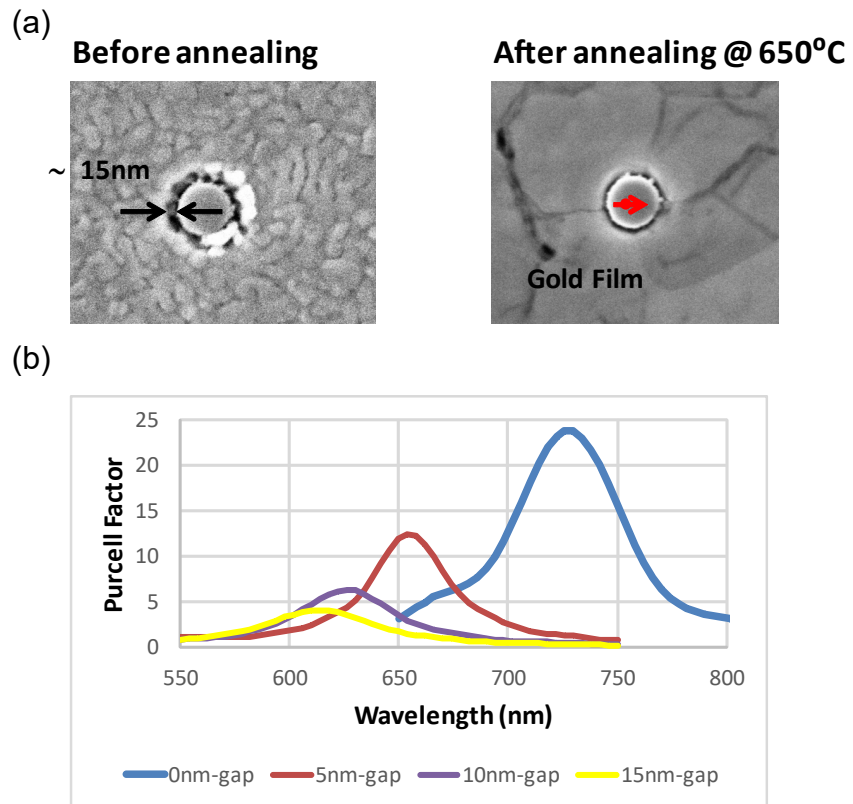 (a)
Before annealing
After annealing @ 650°C
~ 15nm
Gold Film
(b)
25
20
15
10
5
0
Purcell Factor
550 600 650 700 750 800
Wavelength (nm)
0nm-gap 5nm-gap 10nm-gap 15nm-gap